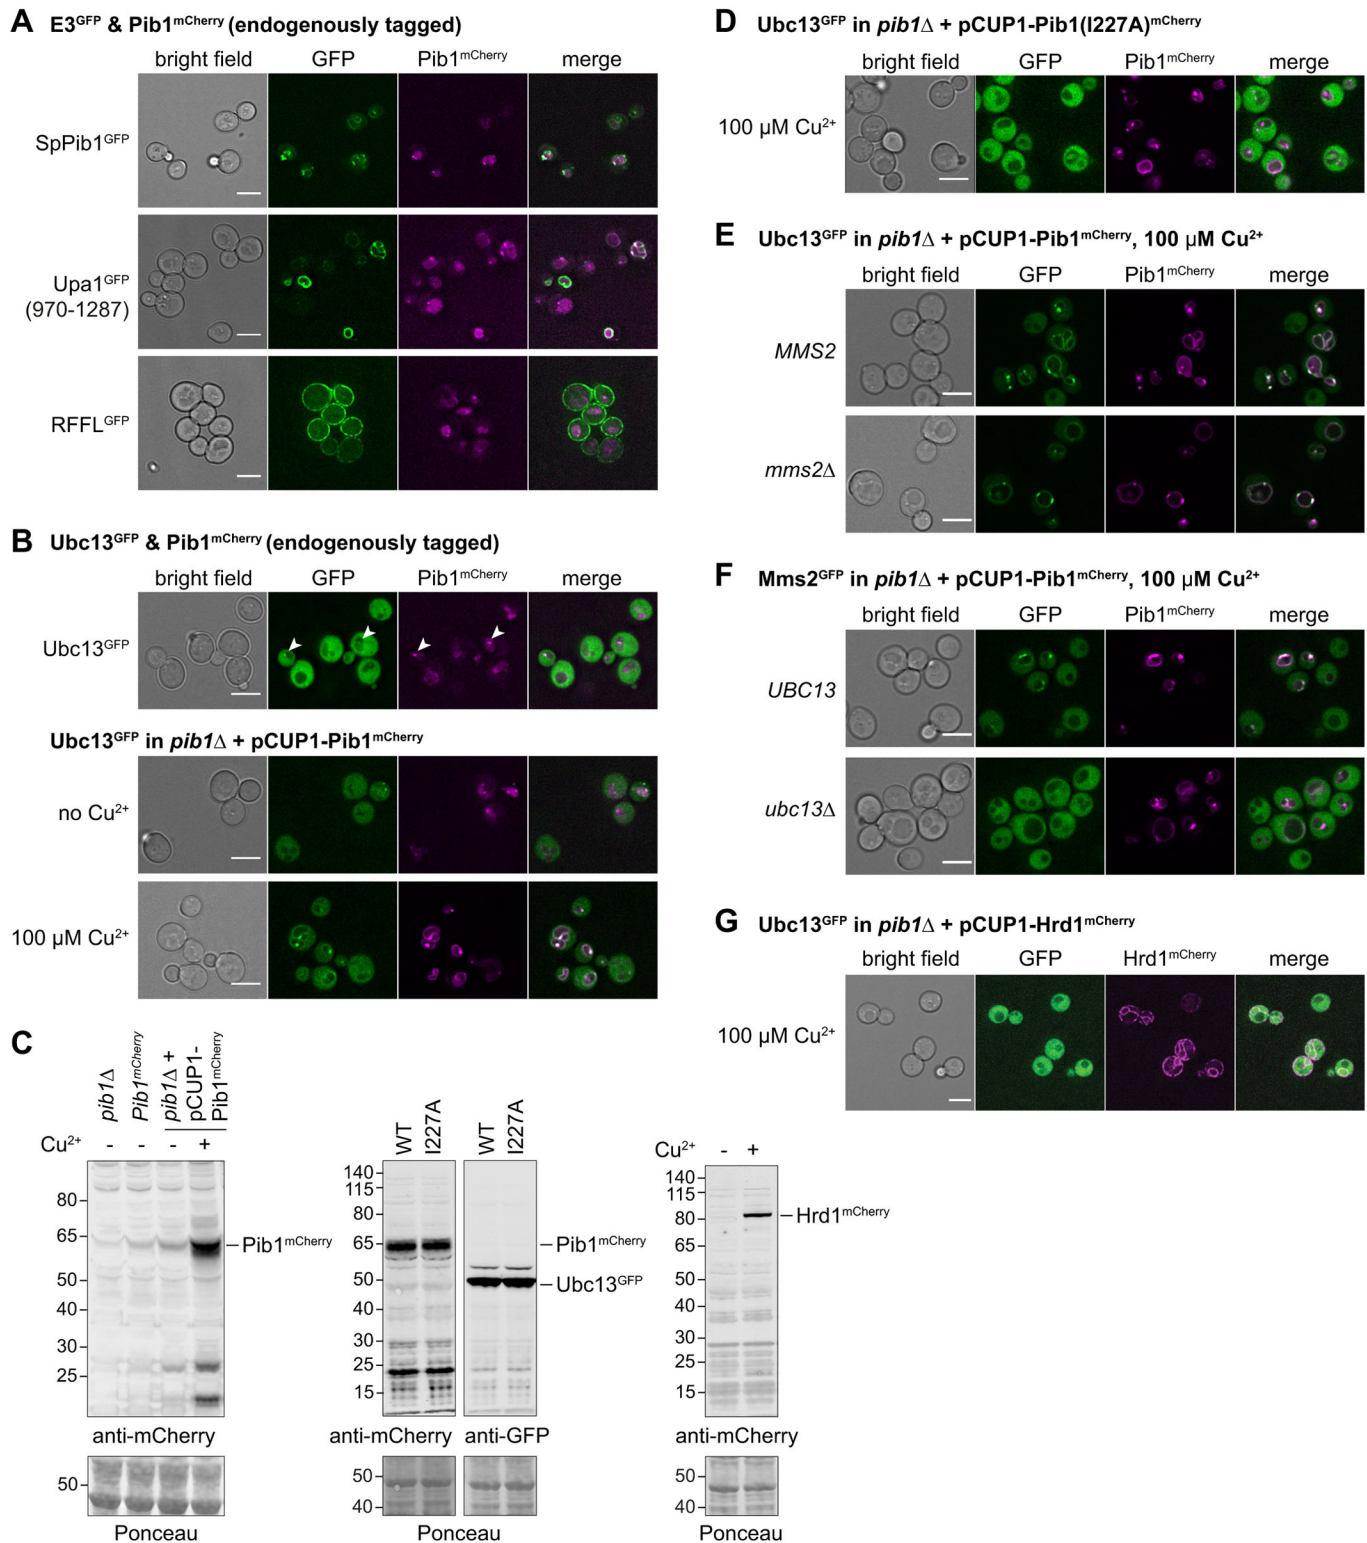 A E3GFP & Pib1mCherry (endogenously tagged)
bright field GFP Pib1mCherry merge
SpPib1GFP
Upa1GFP
(970-1287)
RFFLGFP
B Ubc13GFP & Pib1mCherry (endogenously tagged)
bright field GFP Pib1mCherry merge
Ubc13GFP
Ubc13GFP in pib1Δ + pCUP1-Pib1mCherry
no Cu2+
100 µM Cu2+
C
pib1Δ
Pib1mCherry
pib1Δ +
pCUP1-
Pib1mCherry
Cu2+ - - - +
80
65
50
40
30
25
Pib1mCherry
anti-mCherry
50
Ponceau
WT I227A WT I227A
140
115
80
65
50
40
30
25
15
Pib1mCherry
Ubc13GFP
anti-mCherry anti-GFP
50
40
Ponceau
Cu2+ - +
140
115
80
65
50
40
30
25
15
Hrd1mCherry
anti-mCherry
50
40
Ponceau
D Ubc13GFP in pib1Δ + pCUP1-Pib1(I227A)mCherry
bright field GFP Pib1mCherry merge
100 µM Cu2+
E Ubc13GFP in pib1Δ + pCUP1-Pib1mCherry, 100 µM Cu2+
bright field GFP Pib1mCherry merge
MMS2
mms2Δ
F Mms2GFP in pib1Δ + pCUP1-Pib1mCherry, 100 µM Cu2+
bright field GFP Pib1mCherry merge
UBC13
ubc13Δ
G Ubc13GFP in pib1Δ + pCUP1-Hrd1mCherry
bright field GFP Hrd1mCherry merge
100 µM Cu2+